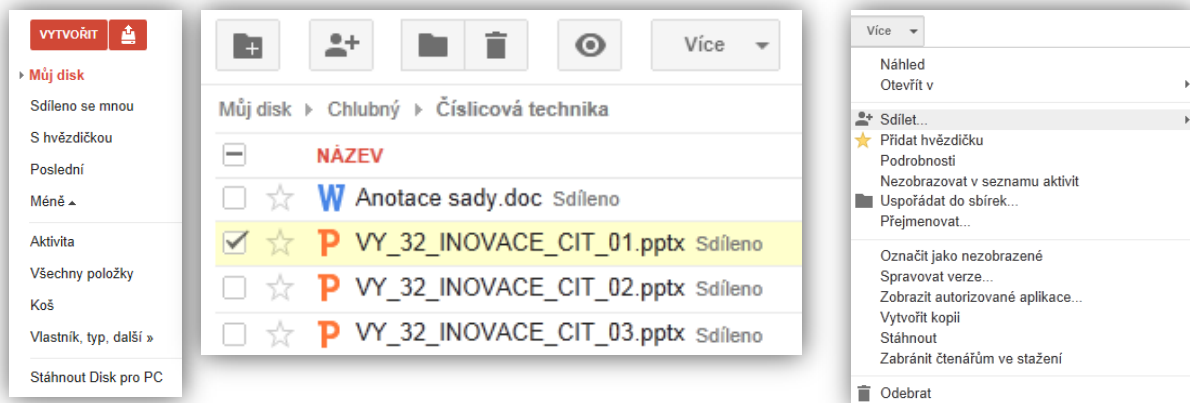 VYTVOŘIT
Můj disk
Sdíleno se mnou
S hvězdičkou
Poslední
Méně
Aktivita
Všechny položky
Koš
Vlastník, typ, další »
Stáhnout Disk pro PC
Více
Můj disk Chlubný Číslicová technika
NÁZEV
W Anotace sady.doc Sdíleno
P VY_32_INOVACE_CIT_01.pptx Sdíleno
P VY_32_INOVACE_CIT_02.pptx Sdíleno
P VY_32_INOVACE_CIT_03.pptx Sdíleno
Více
Náhled
Otevřít v
Sdílet...
Přidat hvězdičku
Podrobnosti
Nezobrazovat v seznamu aktivit
Uspořádat do sbírek...
Přejmenovat...
Označit jako nezobrazené
Spravovat verze...
Zobrazit autorizované aplikace...
Vytvořit kopii
Stáhnout
Zabránit čtenářům ve stažení
Odebrat